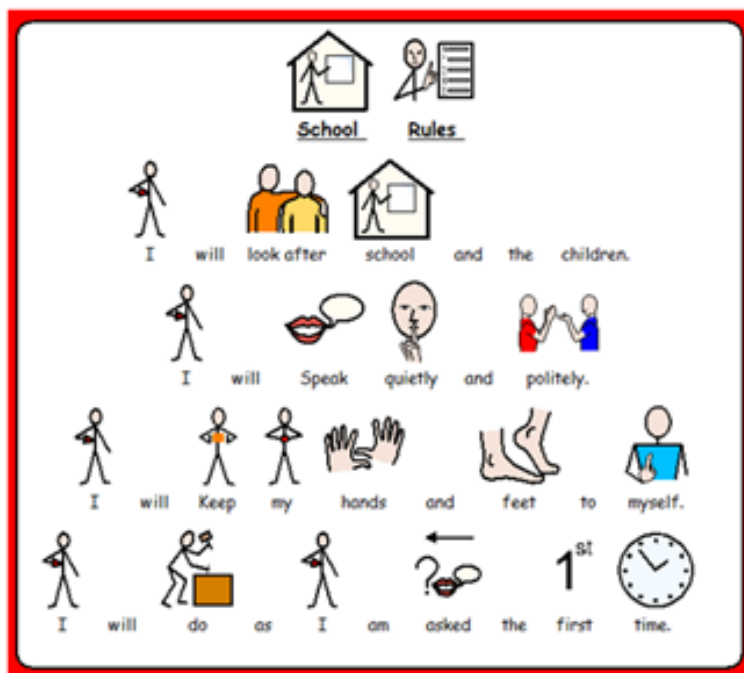 School Rules
I will look after school and the children.
I will Speak quietly and politely.
I will Keep my hands and feet to myself.
1st
I will do as I am asked the first time.